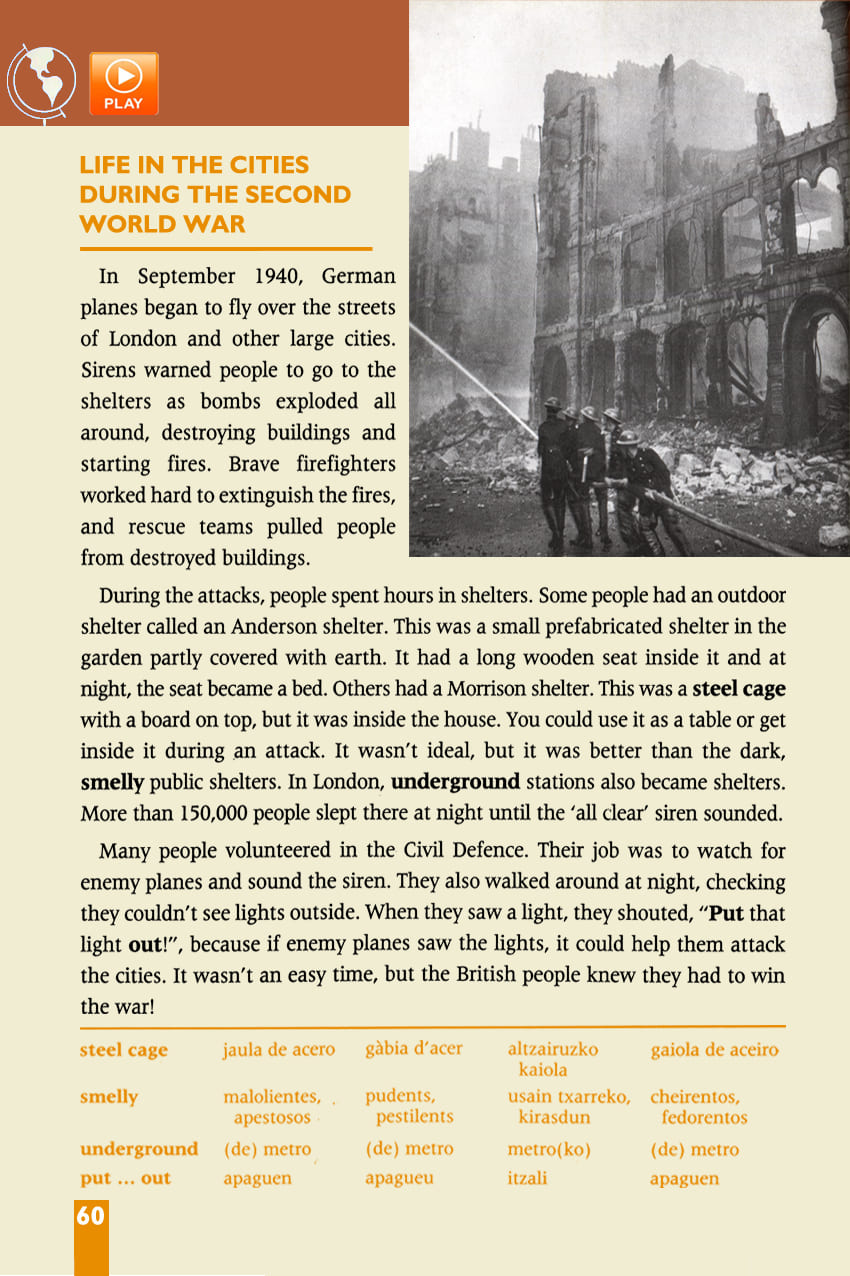 PLAY
LIFE IN THE CITIES
DURING THE SECOND
WORLD WAR
In September 1940, German
planes began to fly over the streets
of London and other large cities.
Sirens warned people to go to the
shelters as bombs exploded all
around, destroying buildings and
starting fires. Brave firefighters
worked hard to extinguish the fires,
and rescue teams pulled people
from destroyed buildings.
During the attacks, people spent hours in shelters. Some people had an outdoor
shelter called an Anderson shelter. This was a small prefabricated shelter in the
garden partly covered with earth. It had a long wooden seat inside it and at
night, the seat became a bed. Others had a Morrison shelter. This was a steel cage
with a board on top, but it was inside the house. You could use it as a table or get
inside it during an attack. It wasn't ideal, but it was better than the dark,
smelly public shelters. In London, underground stations also became shelters.
More than 150,000 people slept there at night until the 'all clear' siren sounded.
Many people volunteered in the Civil Defence. Their job was to watch for
enemy planes and sound the siren. They also walked around at night, checking
they couldn't see lights outside. When they saw a light, they shouted, "Put that
light out!", because if enemy planes saw the lights, it could help them attack
the cities. It wasn't an easy time, but the British people knew they had to win
the war!
steel cage jaula de acero gàbia d'acer altzairuzko gaiola de aceiro
kaiola
smelly malolientes, pudents, usain txarreko, cheirentos,
apestosos pestilents kirasdun fedorentos
underground (de) metro (de) metro metro(ko) (de) metro
put ... out apaguen apagueu itzali apaguen
60